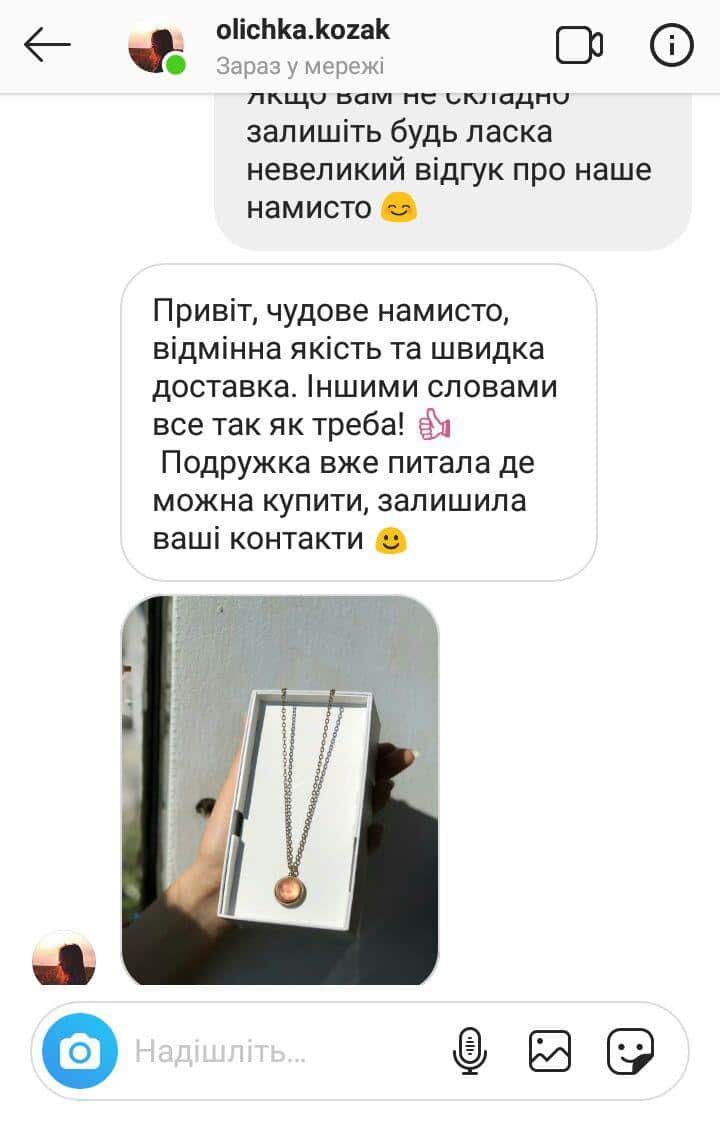 olichka.kozak
Зараз у мережі
Якщо вам не складно
залишіть будь ласка
невеликий відгук про наше
намисто 😊
Привіт, чудове намисто,
відмінна якість та швидка
доставка. Іншими словами
все так як треба! 👍
Подружка вже питала де
можна купити, залишила
ваші контакти 🙂
Надішліть...